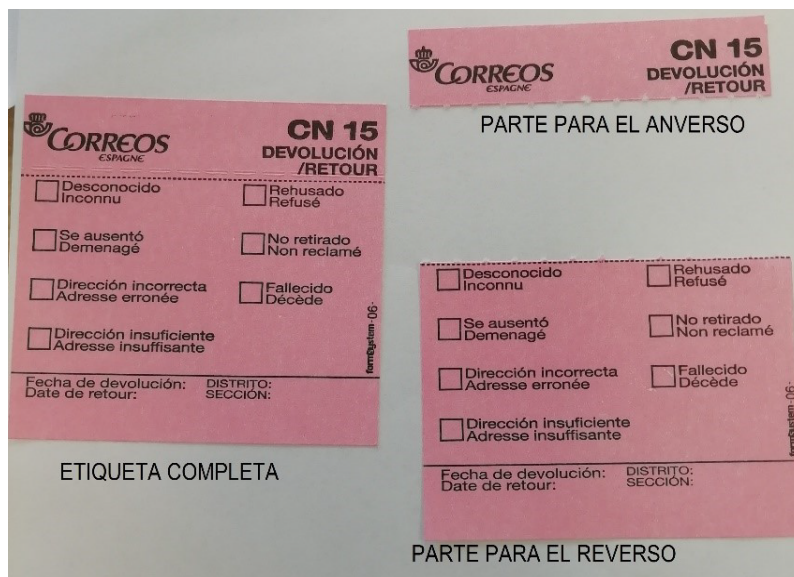 CORREOS
ESPAGNE
CN 15
DEVOLUCIÓN
/RETOUR
Desconocido
Inconnu
Rehusado
Refusé
Se ausentó
Demenagé
No retirado
Non reclamé
Dirección incorrecta
Adresse erronée
Fallecido
Décède
Dirección insuficiente
Adresse insuffisante
formSystem -06-
Fecha de devolución:
Date de retour:
DISTRITO:
SECCIÓN:
ETIQUETA COMPLETA
CORREOS
ESPAGNE
CN 15
DEVOLUCIÓN
/RETOUR
PARTE PARA EL ANVERSO
Desconocido
Inconnu
Rehusado
Refusé
Se ausentó
Demenagé
No retirado
Non reclamé
Dirección incorrecta
Adresse erronée
Fallecido
Décède
Dirección insuficiente
Adresse insuffisante
Fecha de devolución:
Date de retour:
DISTRITO:
SECCIÓN:
PARTE PARA EL REVERSO